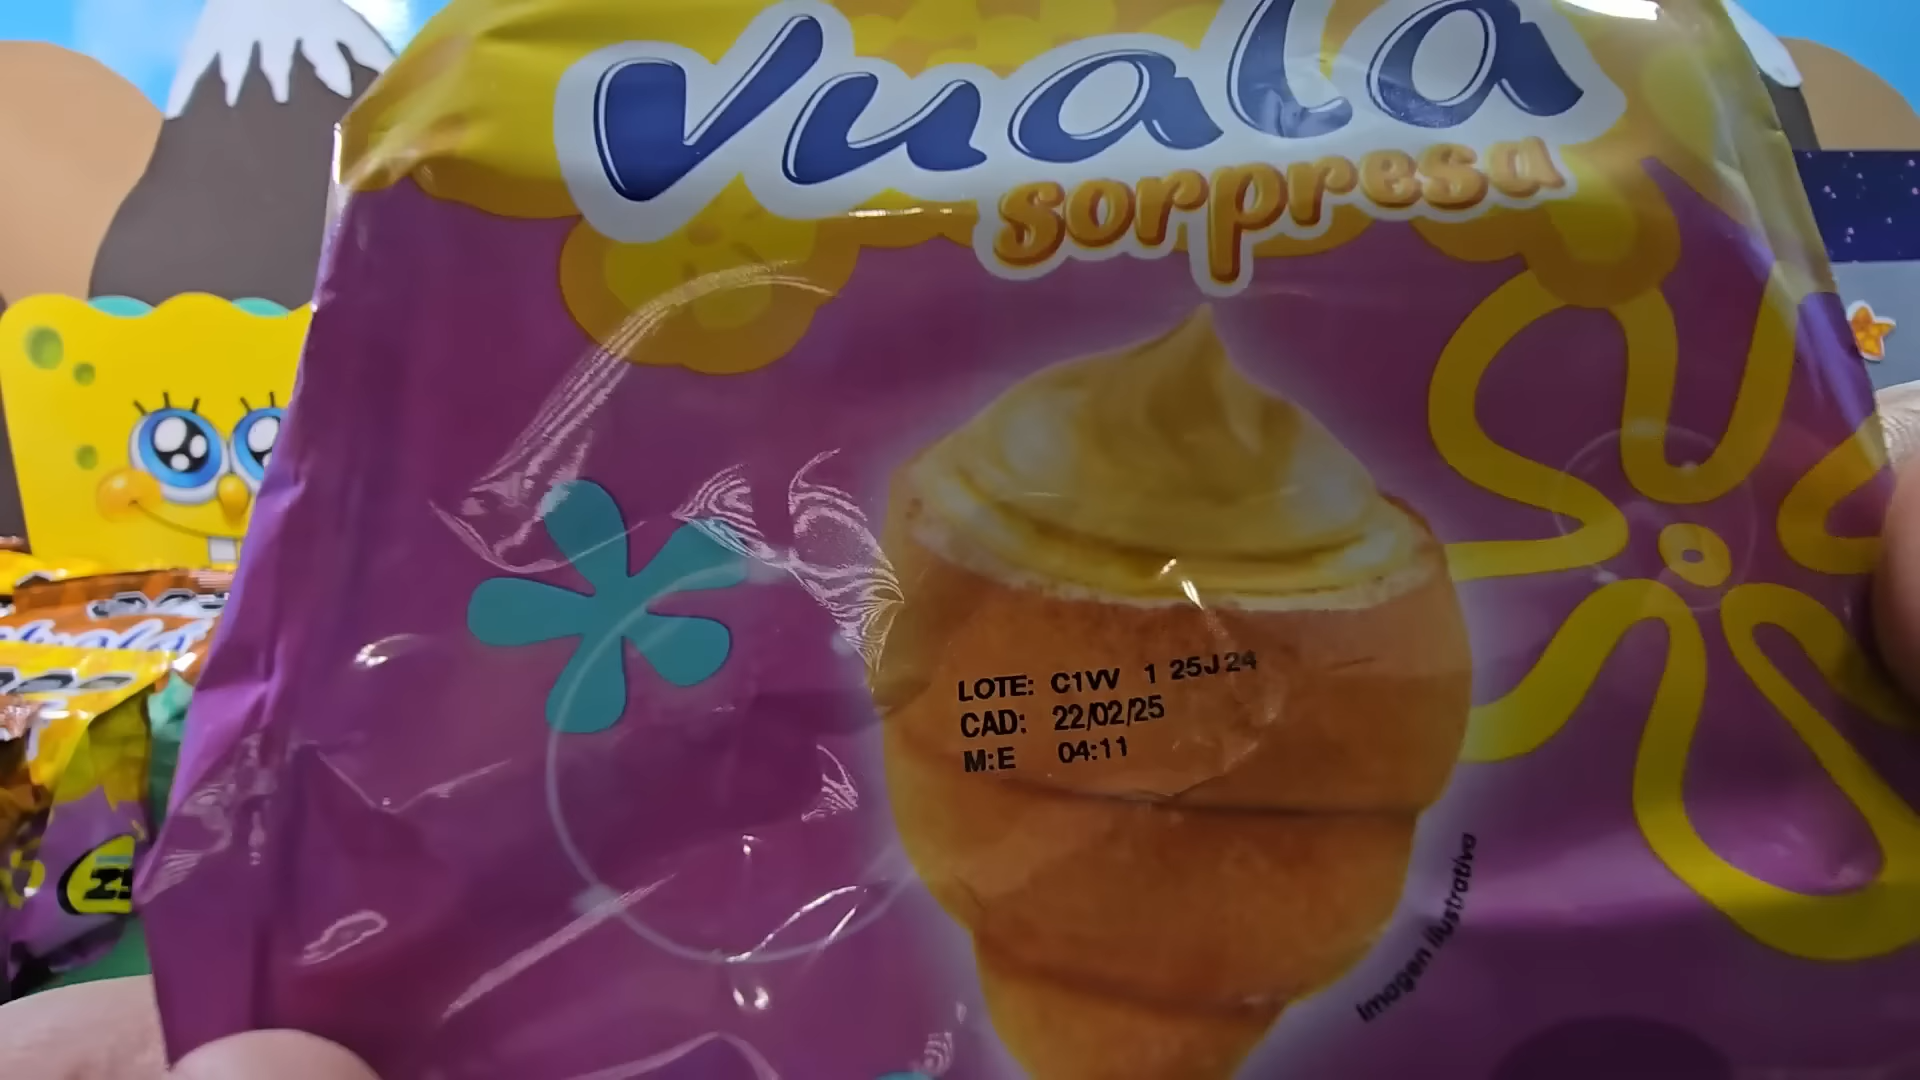 Vuala
sorpresa
LOTE: C1VV 1 25J24
CAD: 22/02/25
M:E 04:11
Imagen ilustrativa